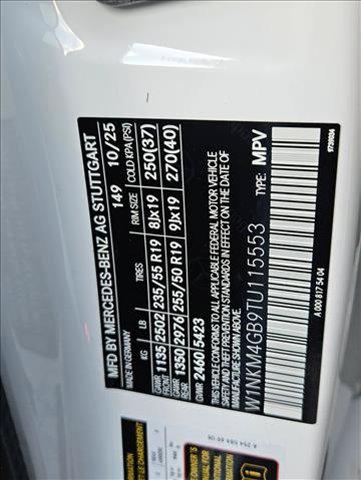 MFD BY MERCEDES-BENZ AG STUTTGART
MADE IN GERMANY 149 10/25
KG LB TIRES RIM SIZE COLD KPA(PSI)
GAWR FRONT 1135 2502 235/55 R19 8Jx19 250(37)
GAWR REAR 1350 2976 255/50 R19 9Jx19 270(40)
GVWR 2460 5423
THIS VEHICLE CONFORMS TO ALL APPLICABLE FEDERAL MOTOR VEHICLE
SAFETY, BUMPER, AND THEFT PREVENTION STANDARDS IN EFFECT ON THE DATE OF
MANUFACTURE SHOWN ABOVE.
W1NKM4GB9TU115553 TYPE: MPV
A 000 817 54 04 9739034